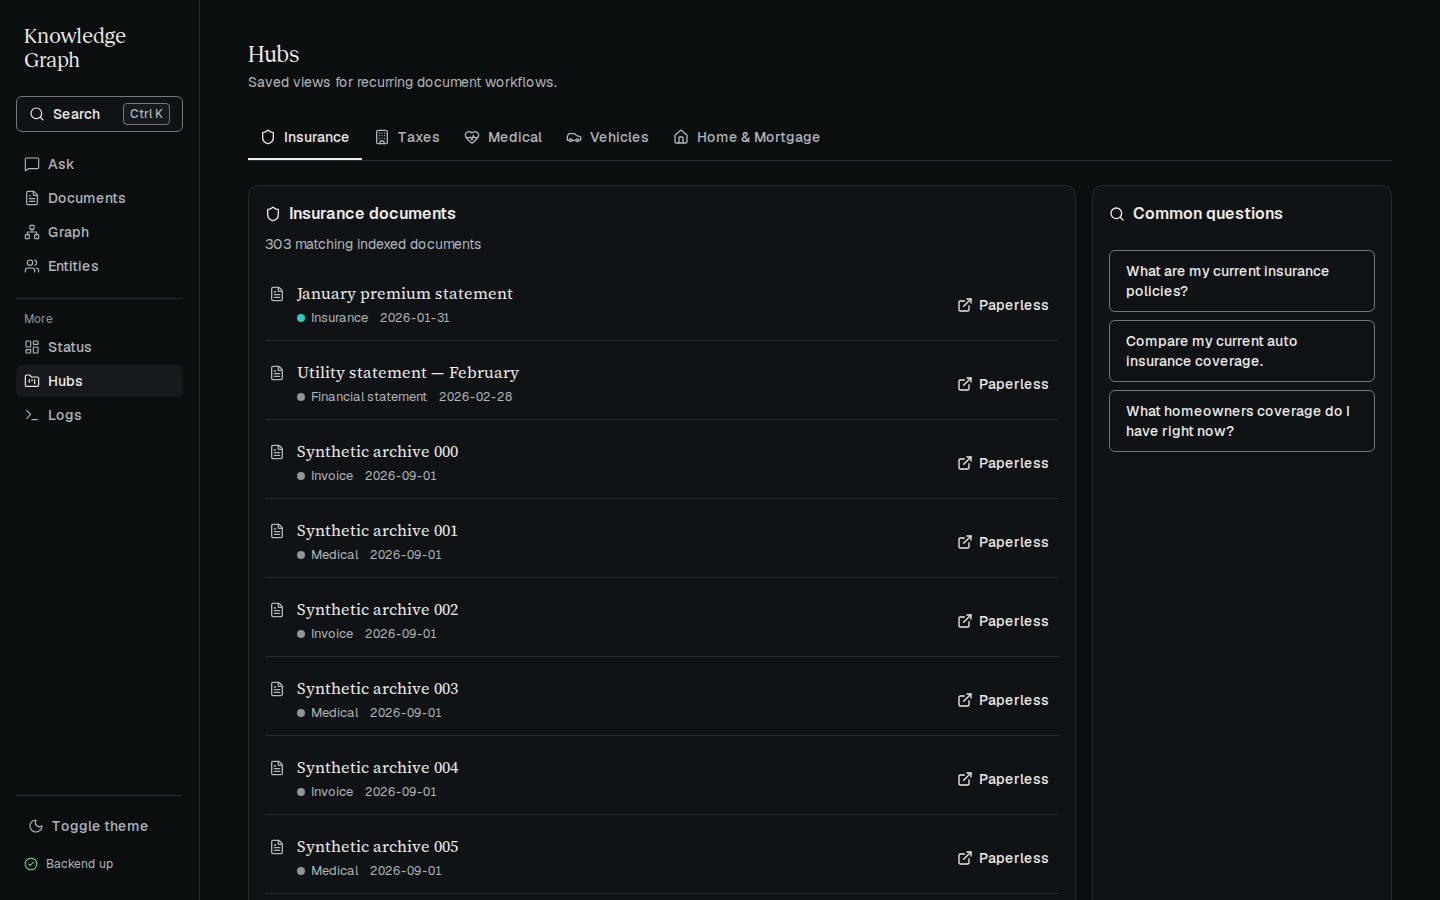 Knowledge
Graph
Search
Ctrl K
Ask
Documents
Graph
Entities
More
Status
Hubs
Logs
Toggle theme
Backend up
Hubs
Saved views for recurring document workflows.
Insurance
Taxes
Medical
Vehicles
Home & Mortgage
Insurance documents
303 matching indexed documents
January premium statement
Insurance 2026-01-31
Paperless
Utility statement — February
Financial statement 2026-02-28
Paperless
Synthetic archive 000
Invoice 2026-09-01
Paperless
Synthetic archive 001
Medical 2026-09-01
Paperless
Synthetic archive 002
Invoice 2026-09-01
Paperless
Synthetic archive 003
Medical 2026-09-01
Paperless
Synthetic archive 004
Invoice 2026-09-01
Paperless
Synthetic archive 005
Medical 2026-09-01
Paperless
Common questions
What are my current insurance
policies?
Compare my current auto
insurance coverage.
What homeowners coverage do I
have right now?